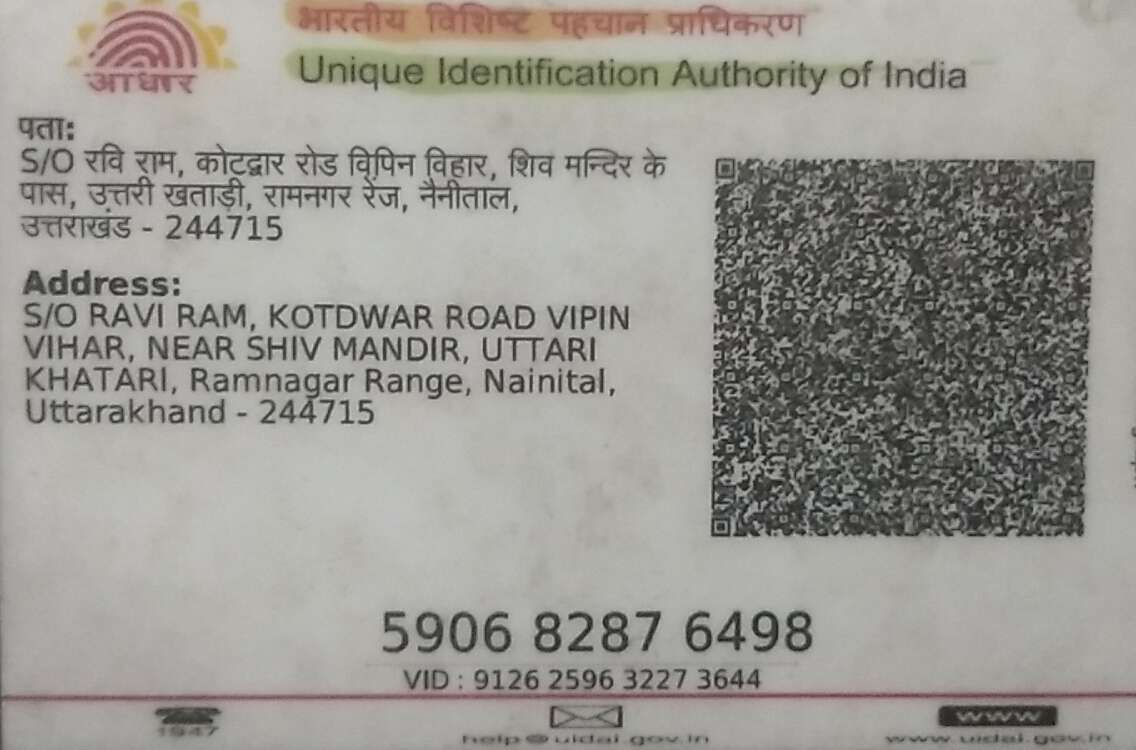 भारतीय विशिष्ट पहचान प्राधिकरण
Unique Identification Authority of India
आधार
पता:
S/O रवि राम, कोटद्वार रोड विपिन विहार, शिव मन्दिर के
पास, उत्तरी खताड़ी, रामनगर रेंज, नैनीताल,
उत्तराखंड - 244715
Address:
S/O RAVI RAM, KOTDWAR ROAD VIPIN
VIHAR, NEAR SHIV MANDIR, UTTARI
KHATARI, Ramnagar Range, Nainital,
Uttarakhand - 244715
5906 8287 6498
VID : 9126 2596 3227 3644
1947
help@uidai.gov.in
www
www.uidai.gov.in